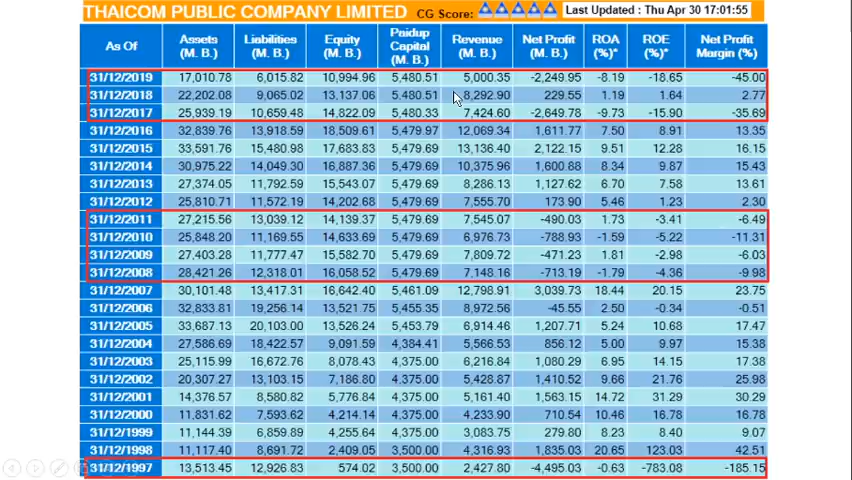 THAICOM PUBLIC COMPANY LIMITED CG Score: Last Updated : Thu Apr 30 17:01:55
As Of Assets (M. B.) Liabilities (M. B.) Equity (M. B.) Paidup Capital (M. B.) Revenue (M. B.) Net Profit (M. B.) ROA (%)* ROE (%)* Net Profit Margin (%)
31/12/2019 17,010.78 6,015.82 10,994.96 5,480.51 5,000.35 -2,249.95 -8.19 -18.65 -45.00
31/12/2018 22,202.08 9,065.02 13,137.06 5,480.51 8,292.90 229.55 1.19 1.64 2.77
31/12/2017 25,939.19 10,659.48 14,822.09 5,480.33 7,424.60 -2,649.78 -9.73 -15.90 -35.69
31/12/2016 32,839.76 13,918.59 18,509.61 5,479.97 12,069.34 1,611.77 7.50 8.91 13.35
31/12/2015 33,591.76 15,480.98 17,683.83 5,479.69 13,136.40 2,122.15 9.51 12.28 16.15
31/12/2014 30,975.22 14,049.30 16,887.36 5,479.69 10,375.96 1,600.88 8.34 9.87 15.43
31/12/2013 27,374.05 11,792.59 15,543.07 5,479.69 8,286.13 1,127.62 6.70 7.58 13.61
31/12/2012 25,810.71 11,572.19 14,202.68 5,479.69 7,555.70 173.90 5.46 1.23 2.30
31/12/2011 27,215.56 13,039.12 14,139.37 5,479.69 7,545.07 -490.03 1.73 -3.41 -6.49
31/12/2010 25,848.20 11,169.55 14,633.69 5,479.69 6,976.73 -788.93 -1.59 -5.22 -11.31
31/12/2009 27,403.28 11,777.47 15,582.70 5,479.69 7,809.72 -471.23 1.81 -2.98 -6.03
31/12/2008 28,421.26 12,318.01 16,058.52 5,479.69 7,148.16 -713.19 -1.79 -4.36 -9.98
31/12/2007 30,101.48 13,417.31 16,642.40 5,461.09 12,798.91 3,039.73 18.44 20.15 23.75
31/12/2006 32,833.81 19,256.14 13,521.75 5,455.35 8,972.56 -45.55 2.50 -0.34 -0.51
31/12/2005 33,687.13 20,103.00 13,526.24 5,453.79 6,914.46 1,207.71 5.24 10.68 17.47
31/12/2004 27,586.69 18,422.57 9,091.59 4,384.41 5,566.53 856.12 5.00 9.97 15.38
31/12/2003 25,115.99 16,672.76 8,078.43 4,375.00 6,216.84 1,080.29 6.95 14.15 17.38
31/12/2002 20,307.27 13,103.15 7,186.80 4,375.00 5,428.87 1,410.52 9.66 21.76 25.98
31/12/2001 14,376.57 8,580.82 5,776.84 4,375.00 5,161.40 1,563.15 14.72 31.29 30.29
31/12/2000 11,831.62 7,593.62 4,214.14 4,375.00 4,233.90 710.54 10.46 16.78 16.78
31/12/1999 11,144.39 6,859.89 4,255.64 4,375.00 3,083.75 279.80 8.23 8.40 9.07
31/12/1998 11,117.40 8,691.72 2,409.05 3,500.00 4,316.93 1,835.03 20.65 123.03 42.51
31/12/1997 13,513.45 12,926.83 574.02 3,500.00 2,427.80 -4,495.03 -0.63 -783.08 -185.15